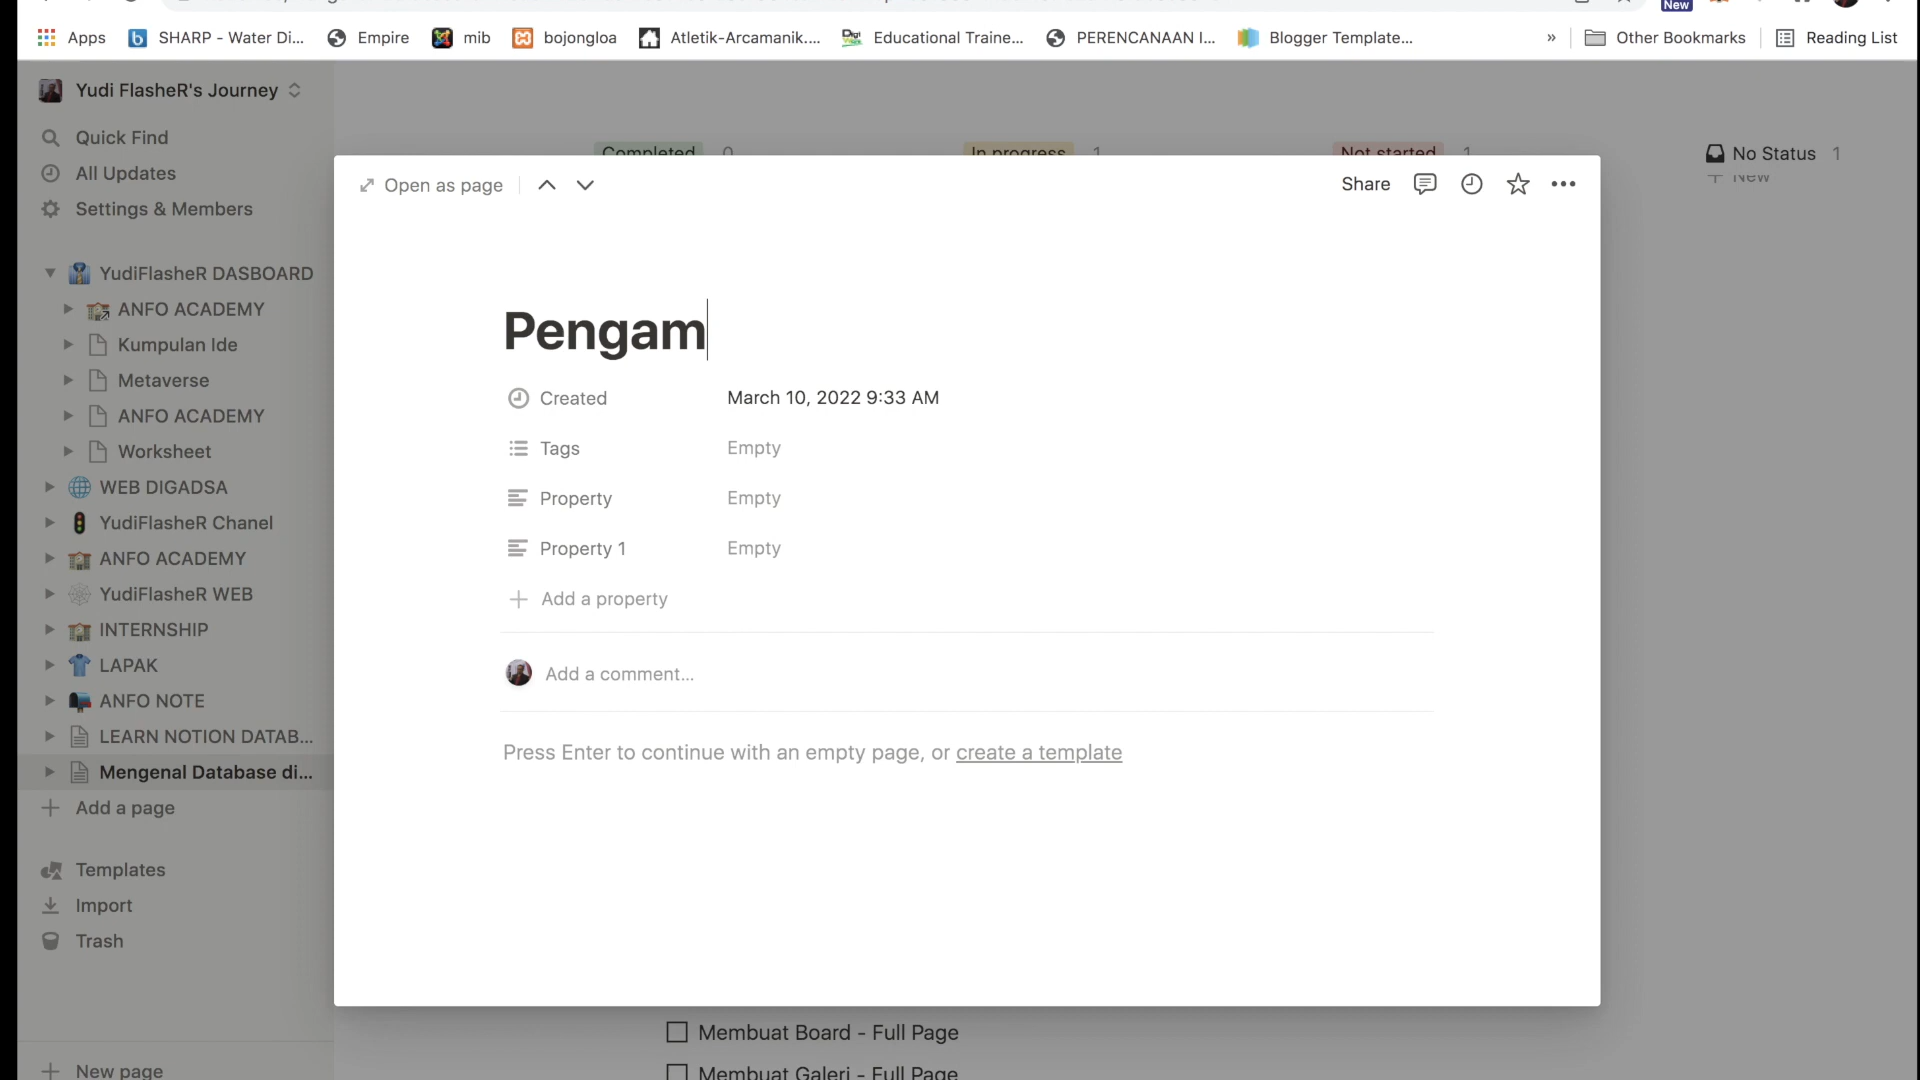 New
Apps
SHARP - Water Di...
Empire
mib
bojongloa
Atletik-Arcamanik....
Educational Traine...
PERENCANAAN I...
Blogger Template...
»
Other Bookmarks
Reading List
Yudi FlasheR's Journey
Quick Find
All Updates
Settings & Members
YudiFlasheR DASBOARD
ANFO ACADEMY
Kumpulan Ide
Metaverse
ANFO ACADEMY
Worksheet
WEB DIGADSA
YudiFlasheR Chanel
ANFO ACADEMY
YudiFlasheR WEB
INTERNSHIP
LAPAK
ANFO NOTE
LEARN NOTION DATAB...
Mengenal Database di...
Add a page
Templates
Import
Trash
New page
Completed 0
In progress 1
Not started 1
No Status 1
New
Open as page
Share
Pengam
Created March 10, 2022 9:33 AM
Tags Empty
Property Empty
Property 1 Empty
Add a property
Add a comment...
Press Enter to continue with an empty page, or create a template
Membuat Board - Full Page
Membuat Galeri - Full Page